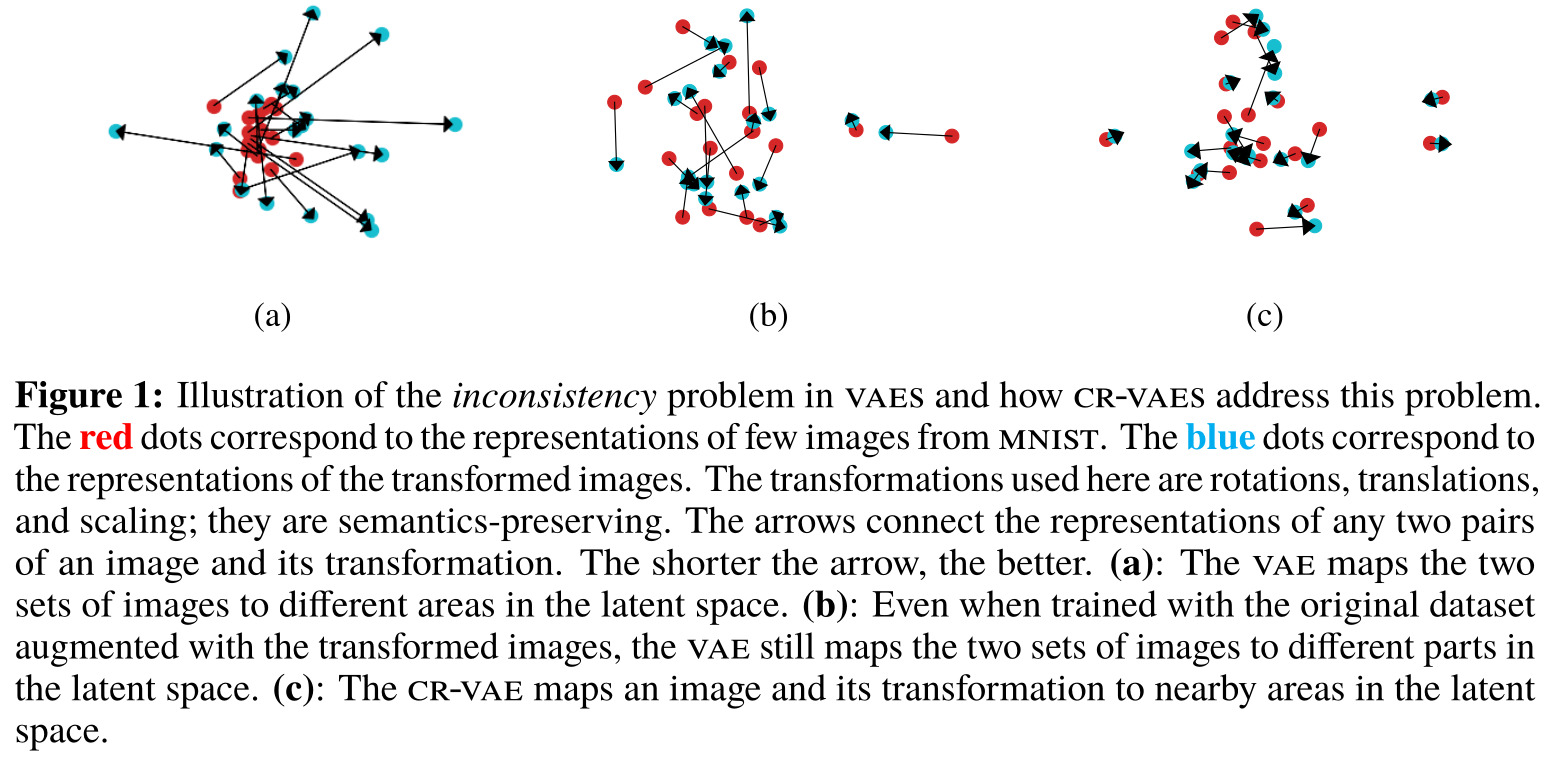 (a) (b) (c)
Figure 1: Illustration of the inconsistency problem in VAES and how CR-VAES address this problem.
The red dots correspond to the representations of few images from MNIST. The blue dots correspond to
the representations of the transformed images. The transformations used here are rotations, translations,
and scaling; they are semantics-preserving. The arrows connect the representations of any two pairs
of an image and its transformation. The shorter the arrow, the better. (a): The VAE maps the two
sets of images to different areas in the latent space. (b): Even when trained with the original dataset
augmented with the transformed images, the VAE still maps the two sets of images to different parts in
the latent space. (c): The CR-VAE maps an image and its transformation to nearby areas in the latent
space.